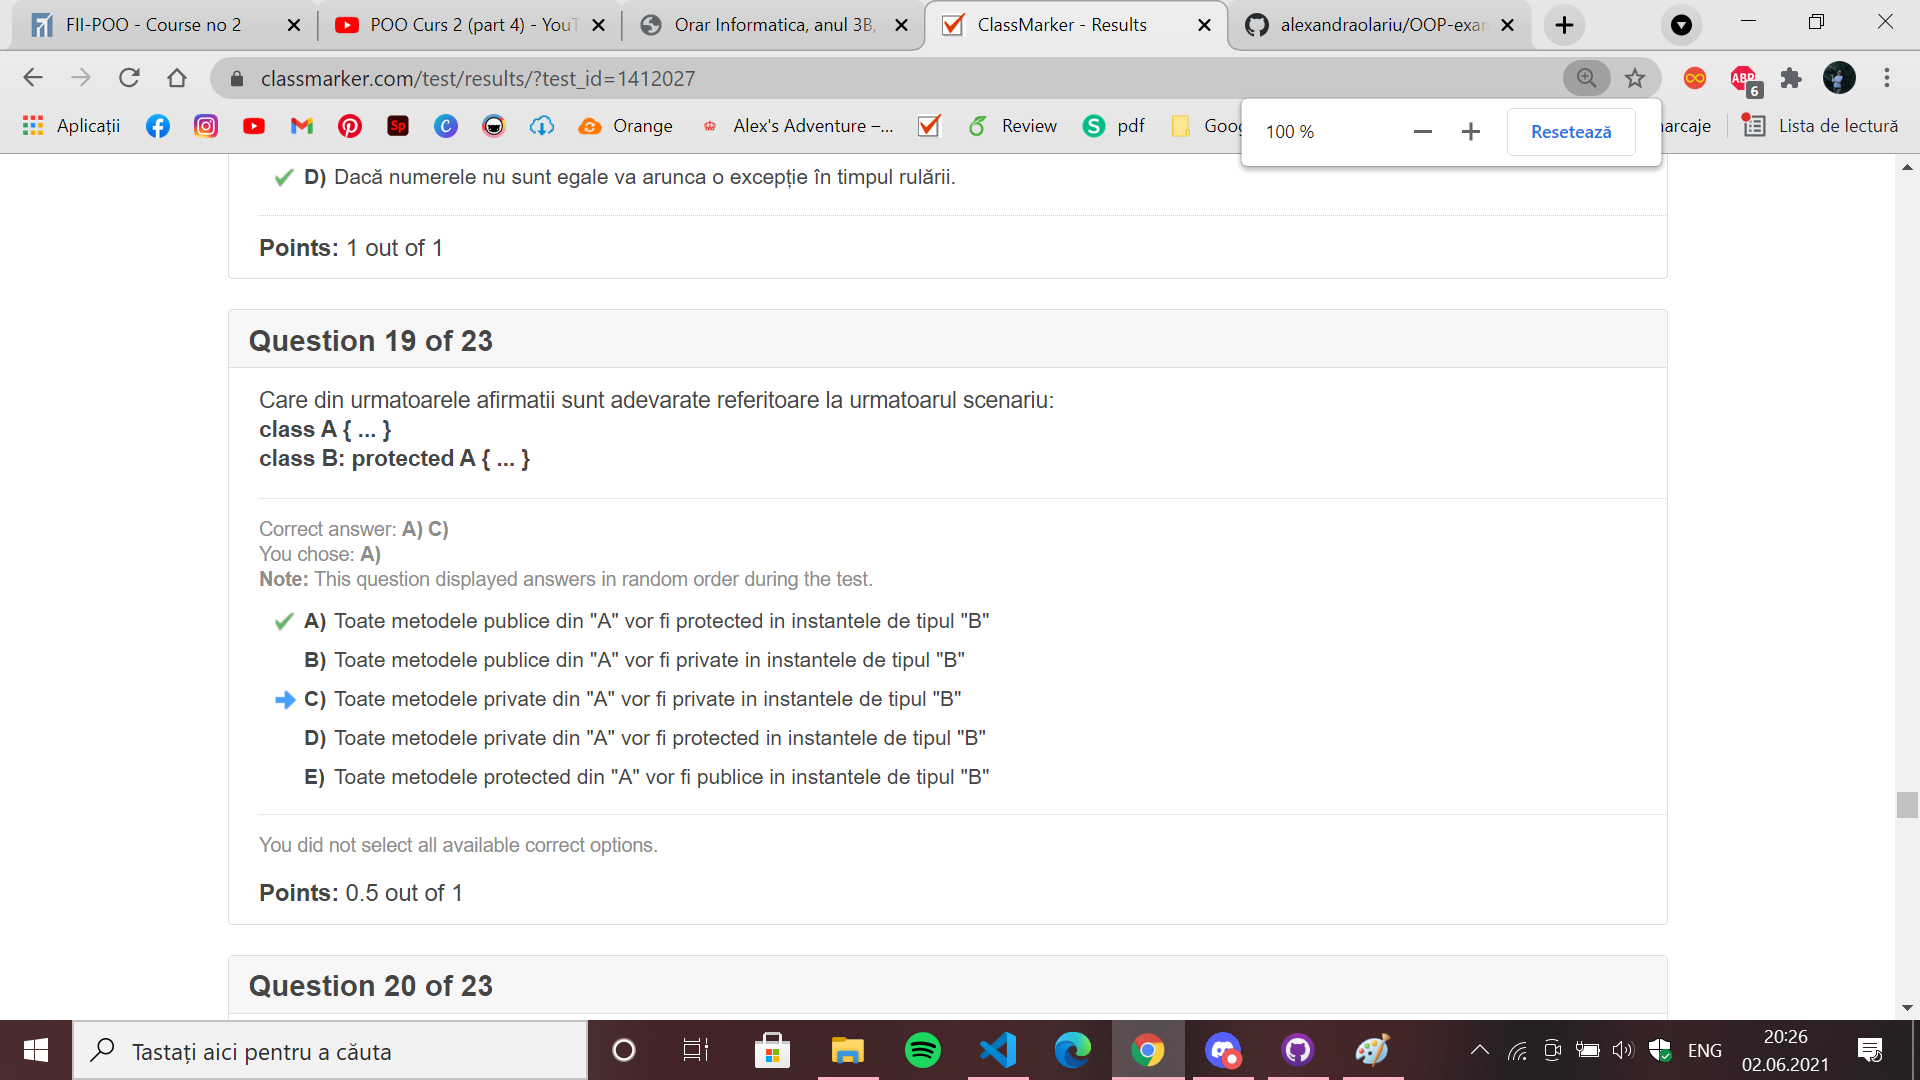 FII-POO - Course no 2
POO Curs 2 (part 4) - YouT
Orar Informatica, anul 3B,
ClassMarker - Results
alexandraolariu/OOP-exan
classmarker.com/test/results/?test_id=1412027
ABP
6
Aplicații
Sp
C
Orange
Alex's Adventure –...
Review
S
pdf
Goog
arcaje
Lista de lectură
100 %
Resetează
D) Dacă numerele nu sunt egale va arunca o excepție în timpul rulării.
Points: 1 out of 1
Question 19 of 23
Care din urmatoarele afirmatii sunt adevarate referitoare la urmatoarul scenariu:
class A { ... }
class B: protected A { ... }
Correct answer: A) C)
You chose: A)
Note: This question displayed answers in random order during the test.
A) Toate metodele publice din "A" vor fi protected in instantele de tipul "B"
B) Toate metodele publice din "A" vor fi private in instantele de tipul "B"
C) Toate metodele private din "A" vor fi private in instantele de tipul "B"
D) Toate metodele private din "A" vor fi protected in instantele de tipul "B"
E) Toate metodele protected din "A" vor fi publice in instantele de tipul "B"
You did not select all available correct options.
Points: 0.5 out of 1
Question 20 of 23
Tastați aici pentru a căuta
ENG
20:26
02.06.2021